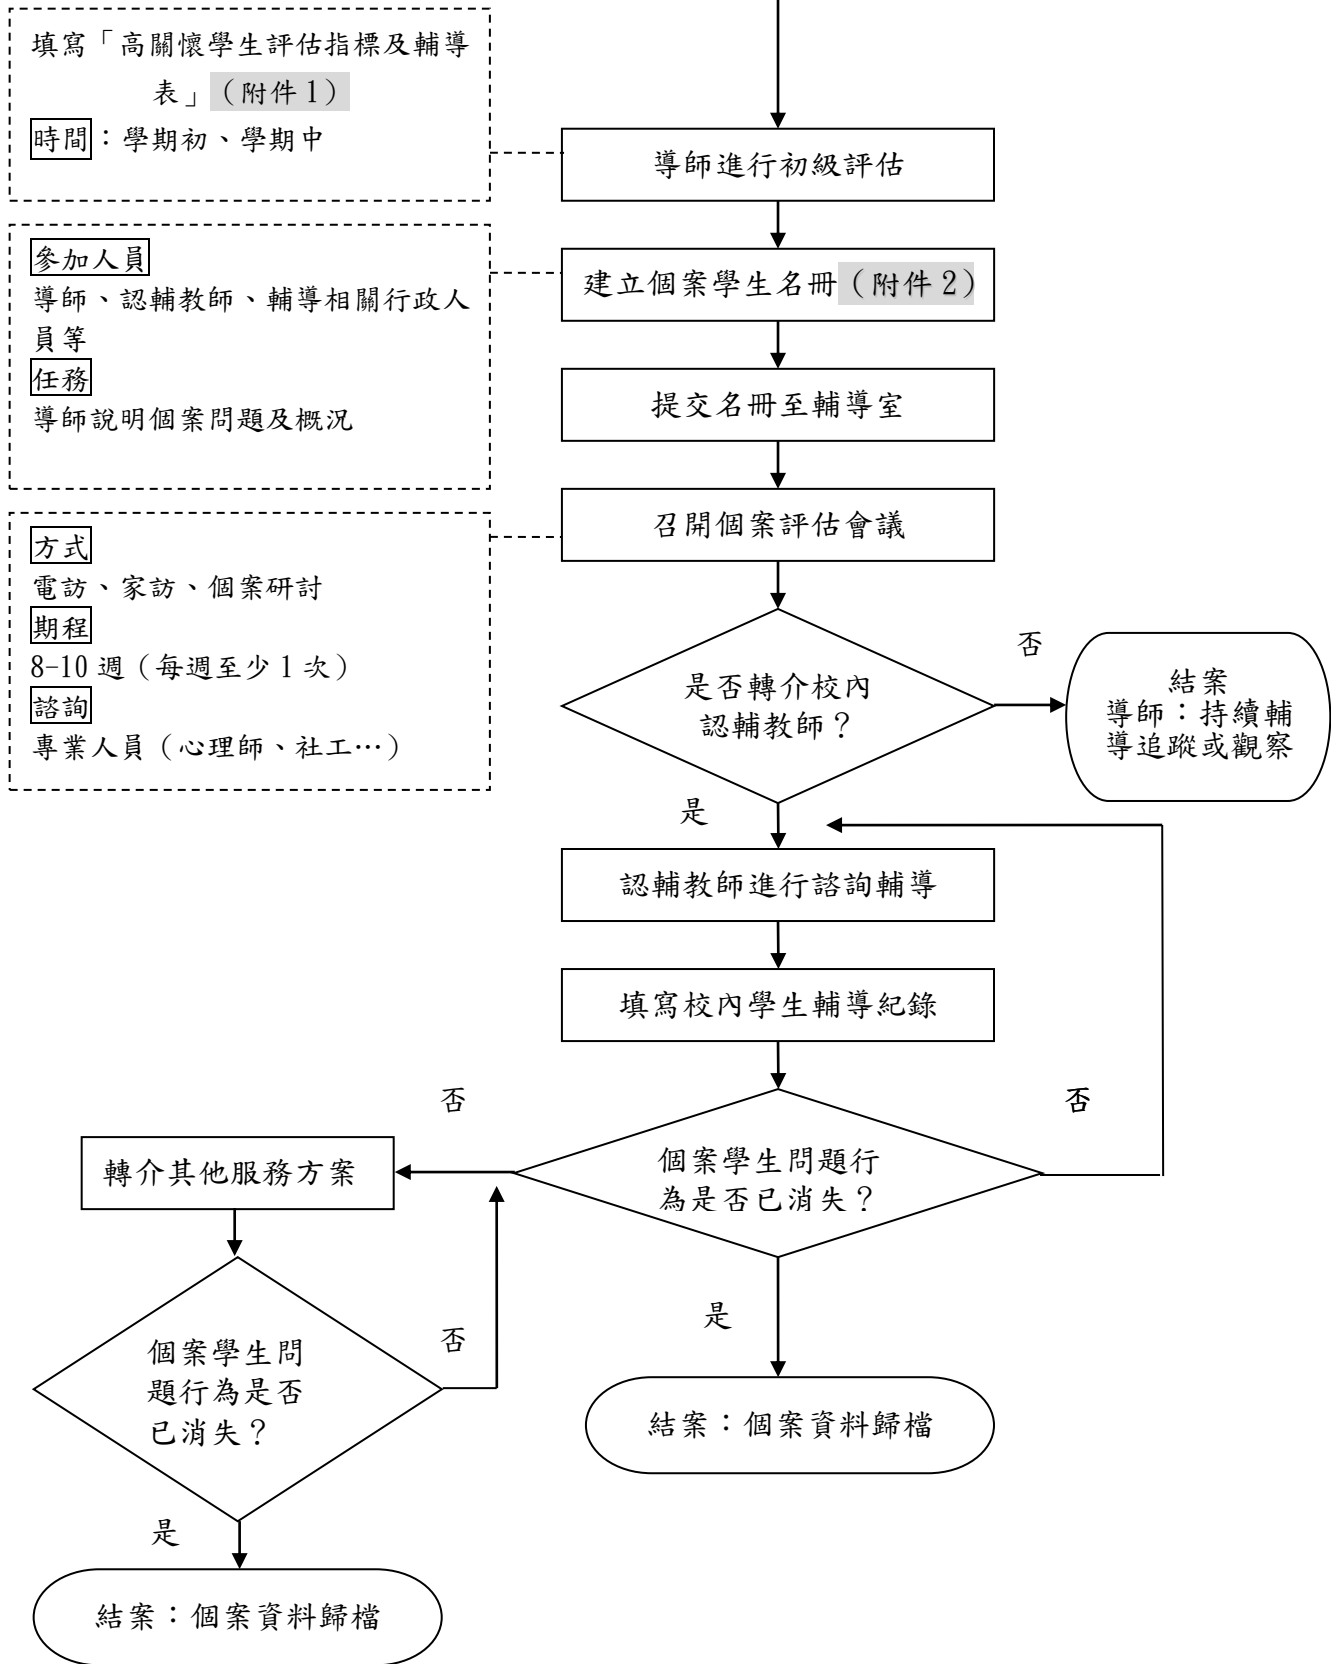 填寫「高關懷學生評估指標及輔導
表」（附件1）
時間：學期初、學期中
導師進行初級評估
參加人員
導師、認輔教師、輔導相關行政人
員等
任務
導師說明個案問題及概況
建立個案學生名冊（附件2）
提交名冊至輔導室
召開個案評估會議
方式
電訪、家訪、個案研討
期程
8-10 週（每週至少 1 次）
諮詢
專業人員（心理師、社工…）
是否轉介校內
認輔教師？
否
結案
導師：持續輔
導追蹤或觀察
是
認輔教師進行諮詢輔導
填寫校內學生輔導紀錄
否
否
轉介其他服務方案
個案學生問題行
為是否已消失？
是
個案學生問
題行為是否
已消失？
否
結案：個案資料歸檔
是
結案：個案資料歸檔